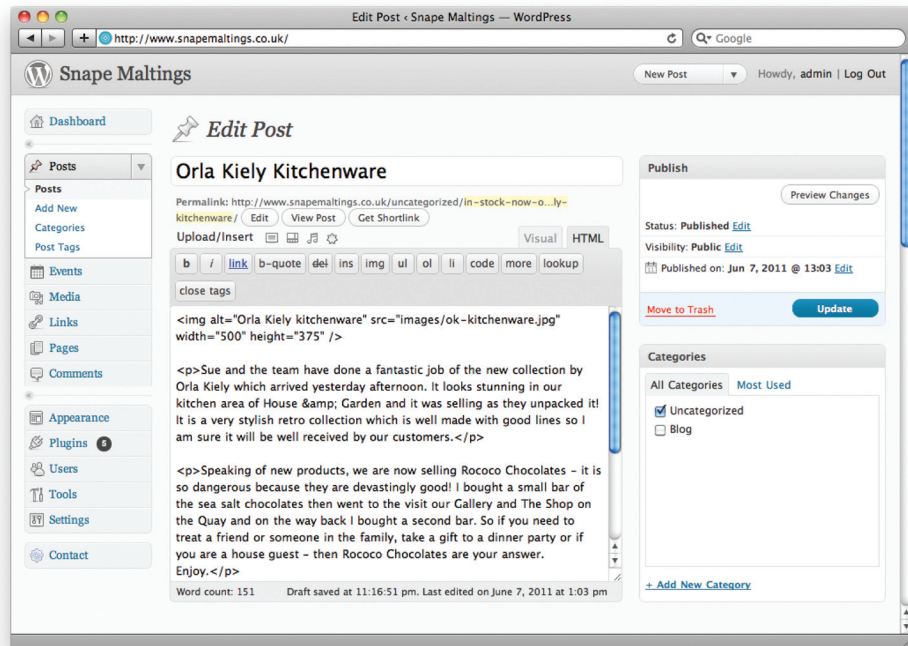 Edit Post ‹ Snape Maltings — WordPress
http://www.snapemaltings.co.uk/
Google
Snape Maltings
New Post
Howdy, admin | Log Out
Dashboard
Posts
Posts
Add New
Categories
Post Tags
Events
Media
Links
Pages
Comments
Appearance
Plugins 5
Users
Tools
Settings
Contact
Edit Post
Orla Kiely Kitchenware
Permalink: http://www.snapemaltings.co.uk/uncategorized/in-stock-now-o...ly-
kitchenware/ Edit View Post Get Shortlink
Upload/Insert
Visual HTML
b i link b-quote del ins img ul ol li code more lookup
close tags
<img alt="Orla Kiely kitchenware" src="images/ok-kitchenware.jpg"
width="500" height="375" />
<p>Sue and the team have done a fantastic job of the new collection by
Orla Kiely which arrived yesterday afternoon. It looks stunning in our
kitchen area of House &amp; Garden and it was selling as they unpacked it!
It is a very stylish retro collection which is well made with good lines so I
am sure it will be well received by our customers.</p>
<p>Speaking of new products, we are now selling Rococo Chocolates – it is
so dangerous because they are devastingly good! I bought a small bar of
the sea salt chocolates then went to the visit our Gallery and The Shop on
the Quay and on the way back I bought a second bar. So if you need to
treat a friend or someone in the family, take a gift to a dinner party or if
you are a house guest – then Rococo Chocolates are your answer.
Enjoy.</p>
Word count: 151 Draft saved at 11:16:51 pm. Last edited on June 7, 2011 at 1:03 pm
Publish
Preview Changes
Status: Published Edit
Visibility: Public Edit
Published on: Jun 7, 2011 @ 13:03 Edit
Move to Trash Update
Categories
All Categories Most Used
Uncategorized
Blog
+ Add New Category